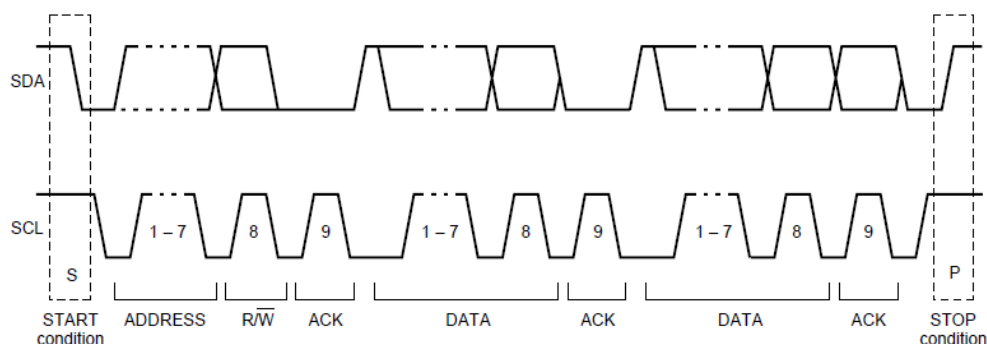 SDA
SCL
1 – 7 8 9 1 – 7 8 9 1 – 7 8 9
S P
START ADDRESS R/W̅ ACK DATA ACK DATA ACK STOP
condition condition